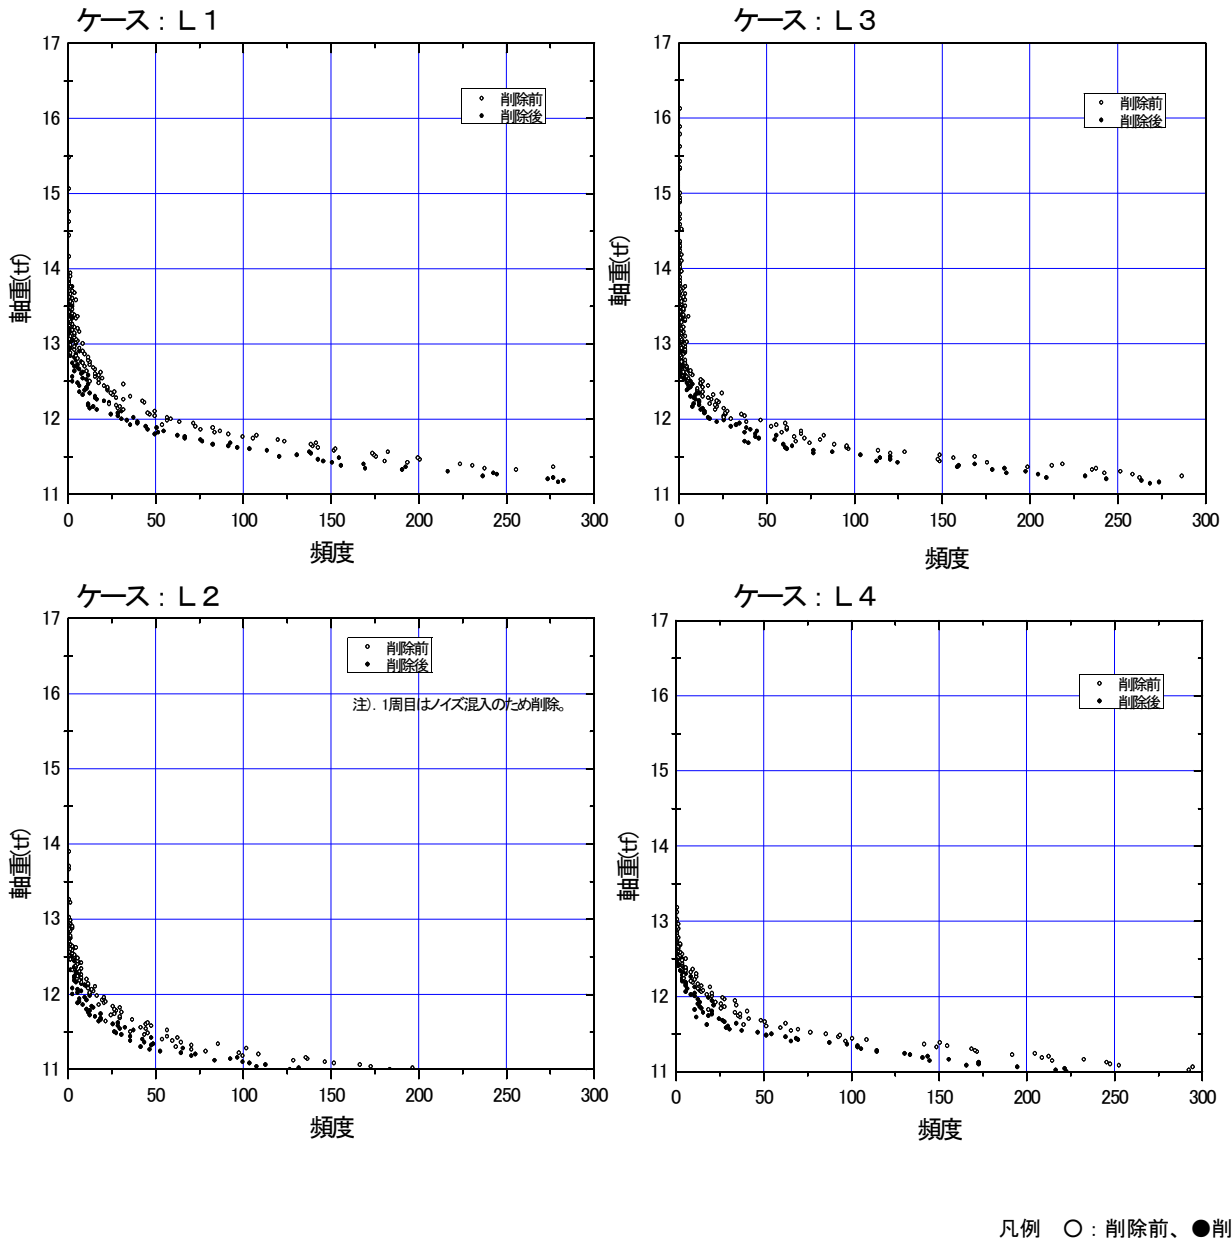 ケース：Ｌ１
17
16
15
14
13
12
11
軸重(tf)
削除前
削除後
0 50 100 150 200 250 300
頻度
ケース：Ｌ３
17
16
15
14
13
12
11
軸重(tf)
削除前
削除後
0 50 100 150 200 250 300
頻度
ケース：Ｌ２
17
16
15
14
13
12
11
軸重(tf)
削除前
削除後
注）. 1周目はノイズ混入のため削除。
0 50 100 150 200 250 300
頻度
ケース：Ｌ４
17
16
15
14
13
12
11
軸重(tf)
削除前
削除後
0 50 100 150 200 250 300
頻度
凡例　○：削除前、●削